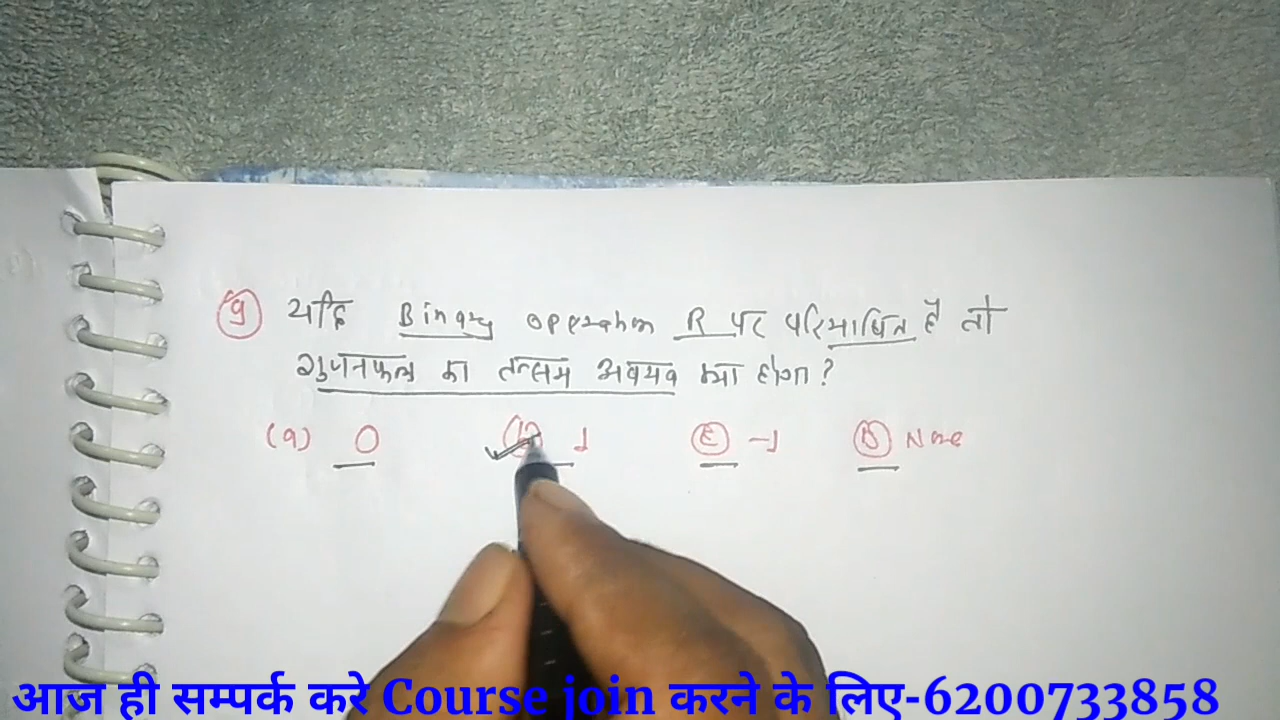 9 यदि Binary operation R पर परिभाषित है तो
गुणनफल का तत्सम अवयव क्या होगा?
(a) 0 (b) 1 (c) -1 (D) None
आज ही सम्पर्क करे Course join करने के लिए-6200733858